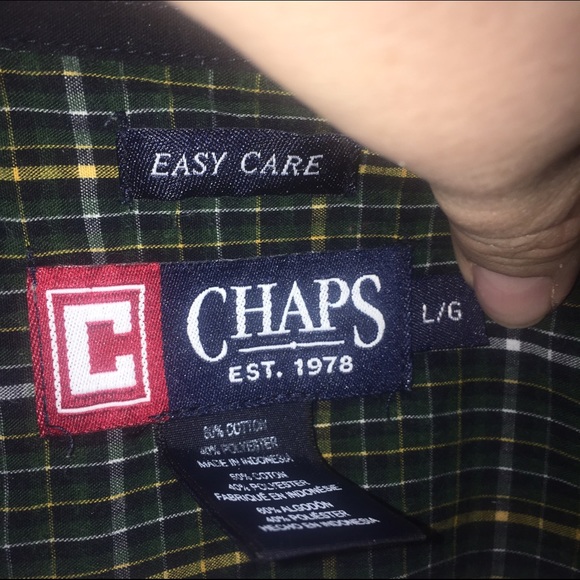 EASY CARE
C
CHAPS
EST. 1978
L/G
60% COTTON
40% POLYESTER
MADE IN INDONESIA
60% COTON
40% POLYESTER
FABRIQUÉ EN INDONÉSIE
60% ALGODÓN
40% POLIÉSTER
HECHO EN INDONESIA